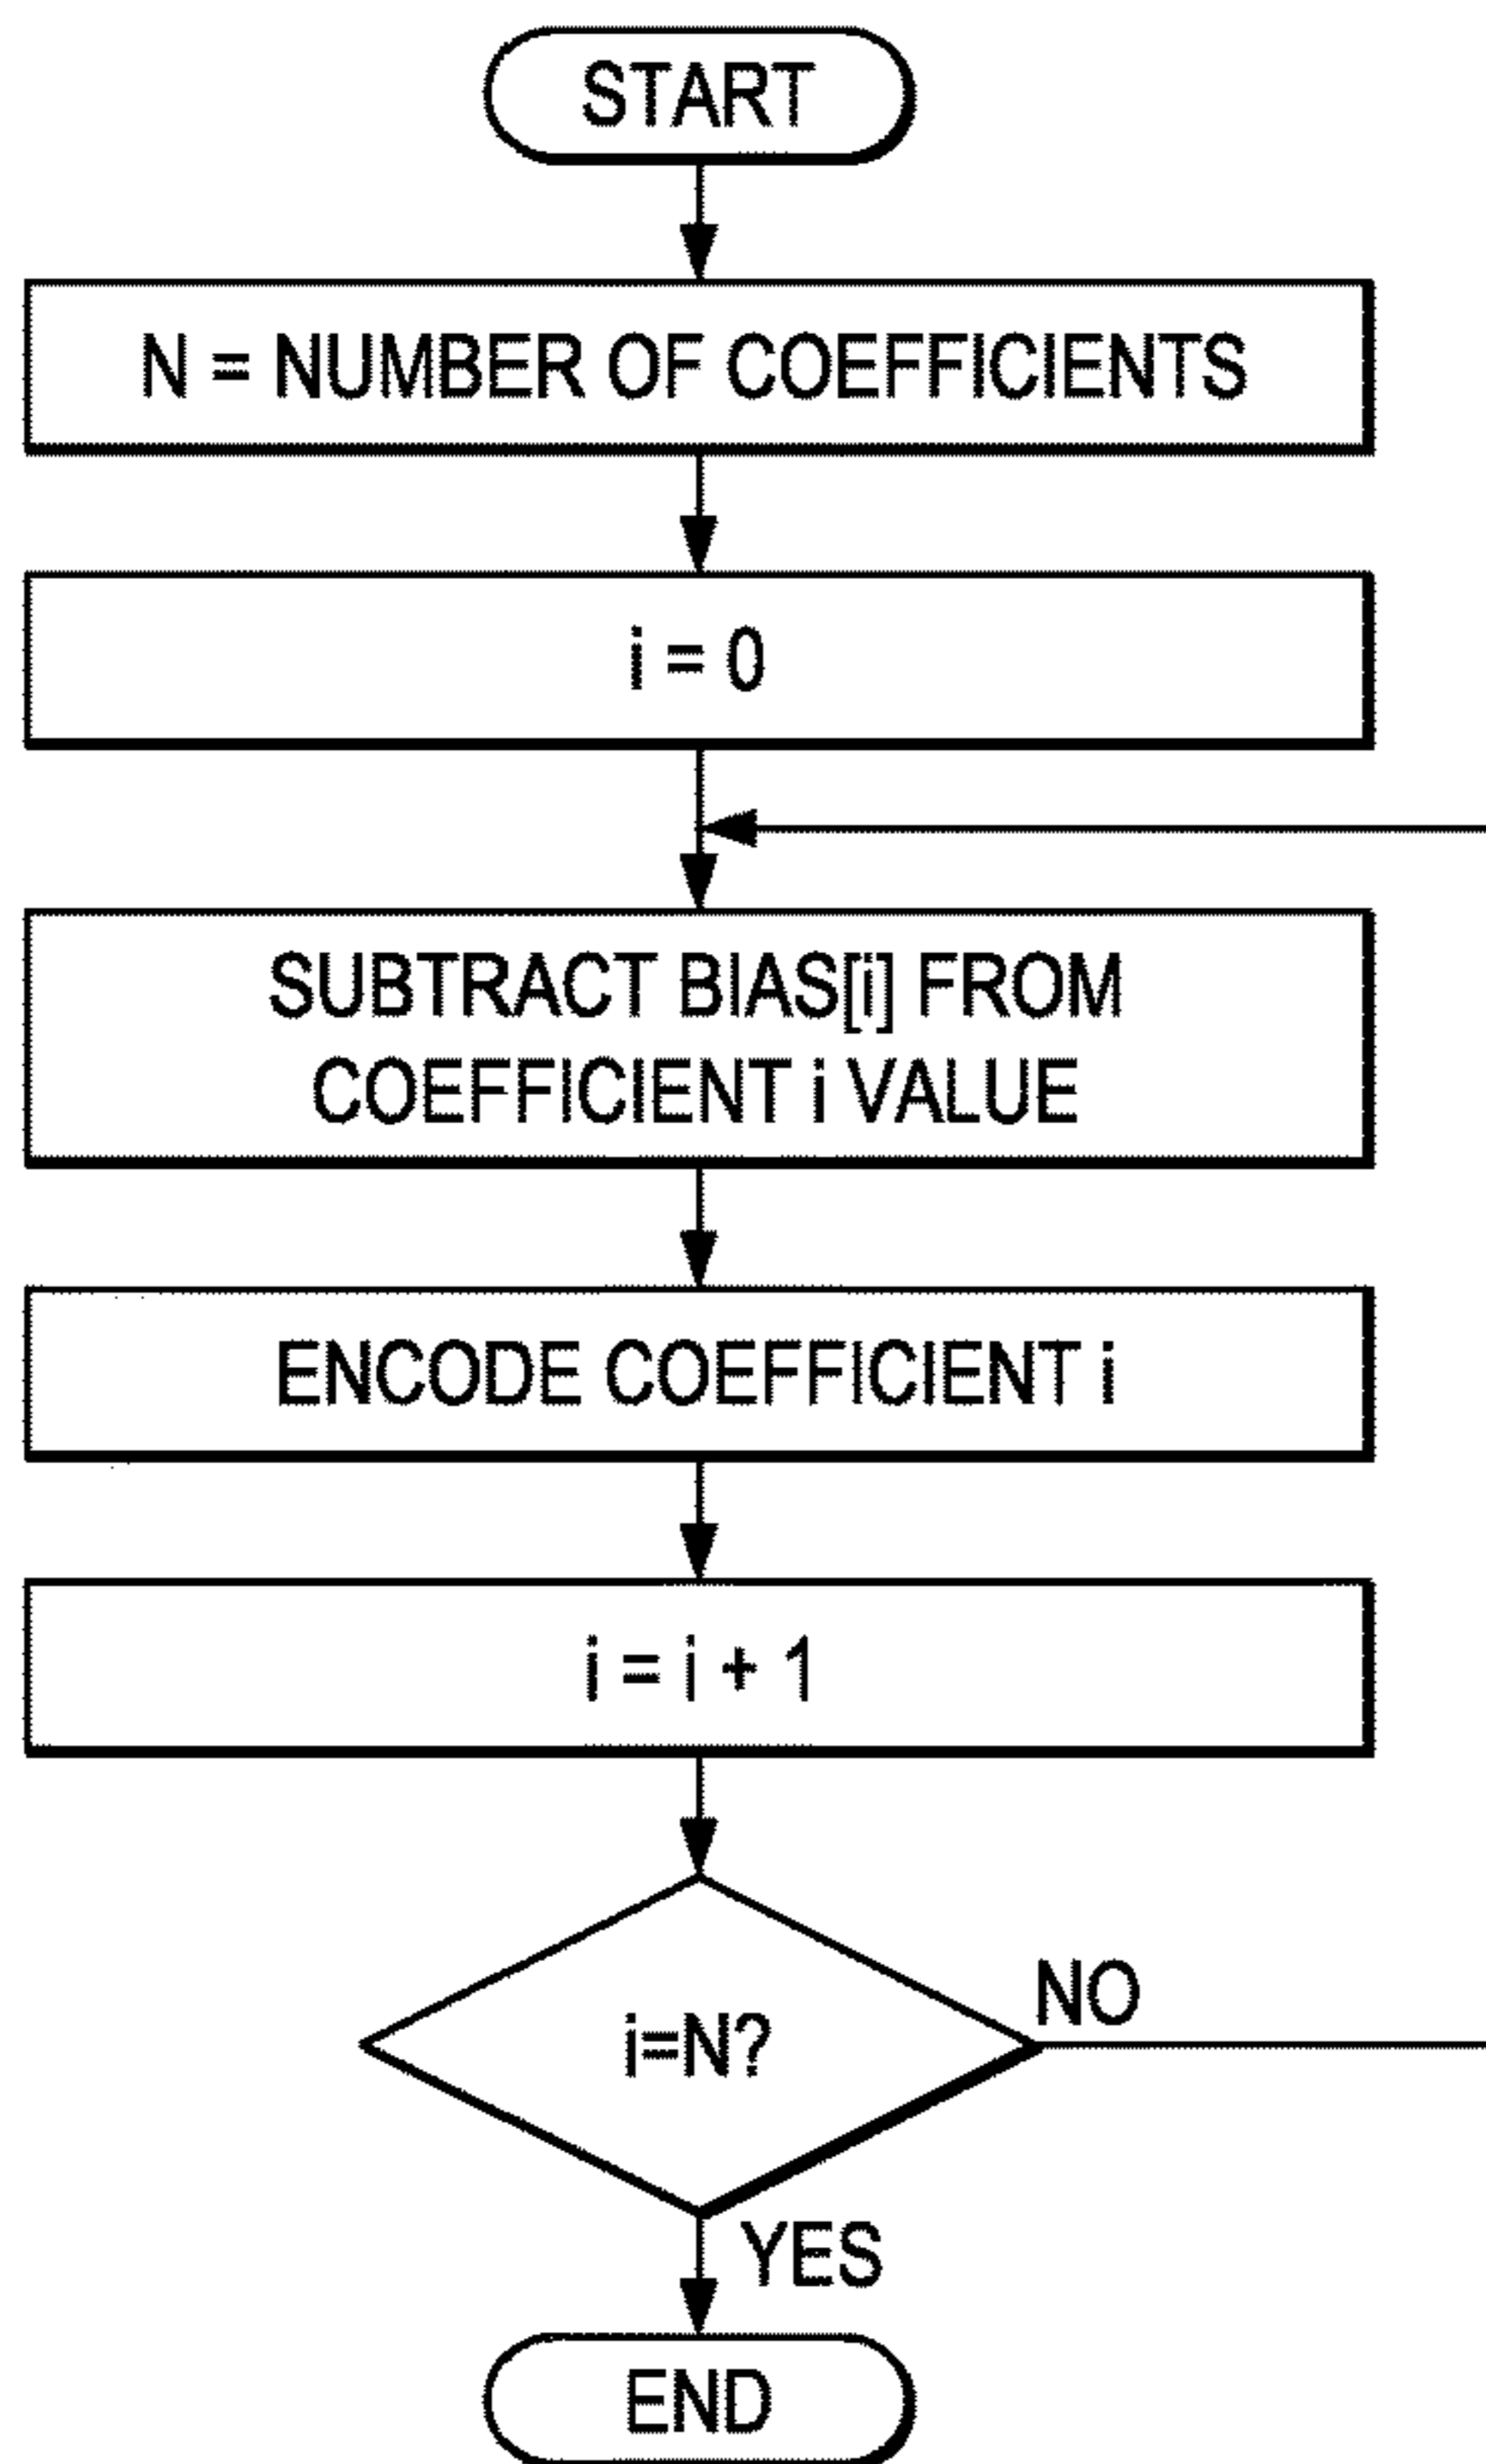 START
N = NUMBER OF COEFFICIENTS
i = 0
SUBTRACT BIAS[i] FROM
COEFFICIENT i VALUE
ENCODE COEFFICIENT i
i = i + 1
i=N?
NO
YES
END